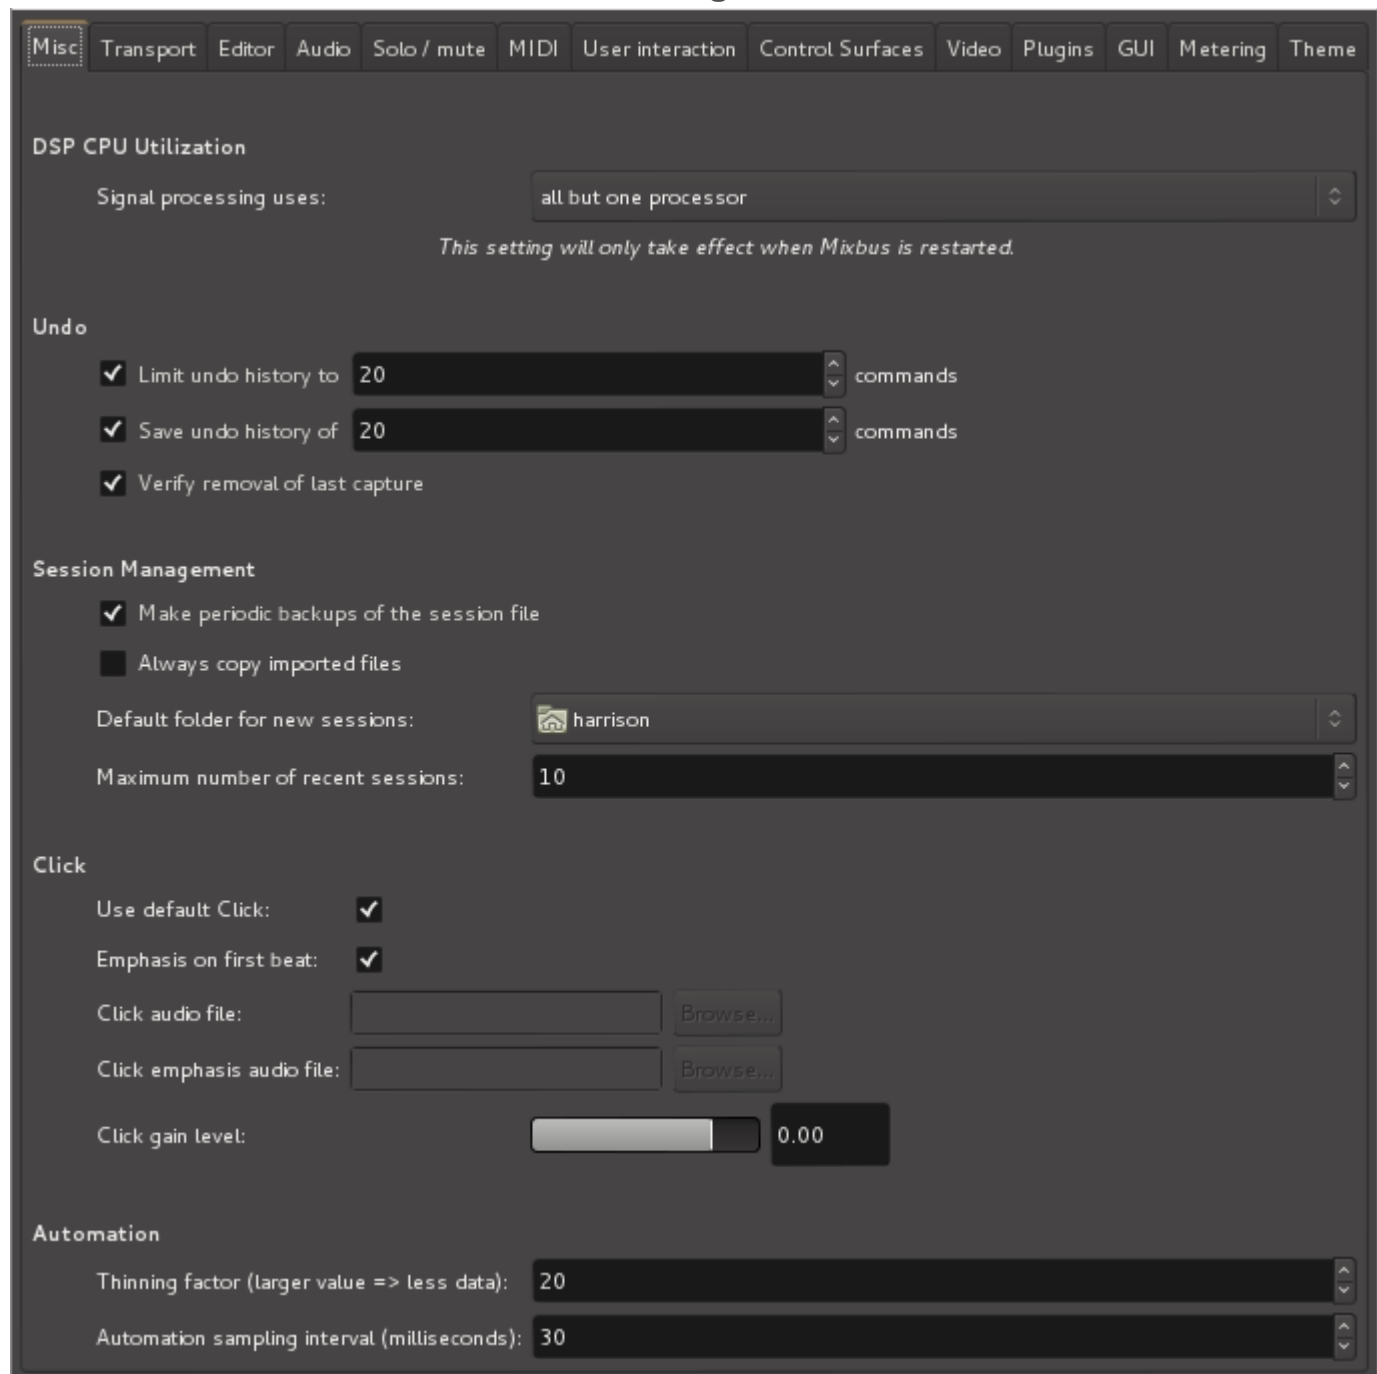 Misc Transport Editor Audio Solo / mute MIDI User interaction Control Surfaces Video Plugins GUI Metering Theme
DSP CPU Utilization
Signal processing uses: all but one processor
This setting will only take effect when Mixbus is restarted.
Undo
Limit undo history to 20 commands
Save undo history of 20 commands
Verify removal of last capture
Session Management
Make periodic backups of the session file
Always copy imported files
Default folder for new sessions: harrison
Maximum number of recent sessions: 10
Click
Use default Click:
Emphasis on first beat:
Click audio file: Browse...
Click emphasis audio file: Browse...
Click gain level: 0.00
Automation
Thinning factor (larger value => less data): 20
Automation sampling interval (milliseconds): 30